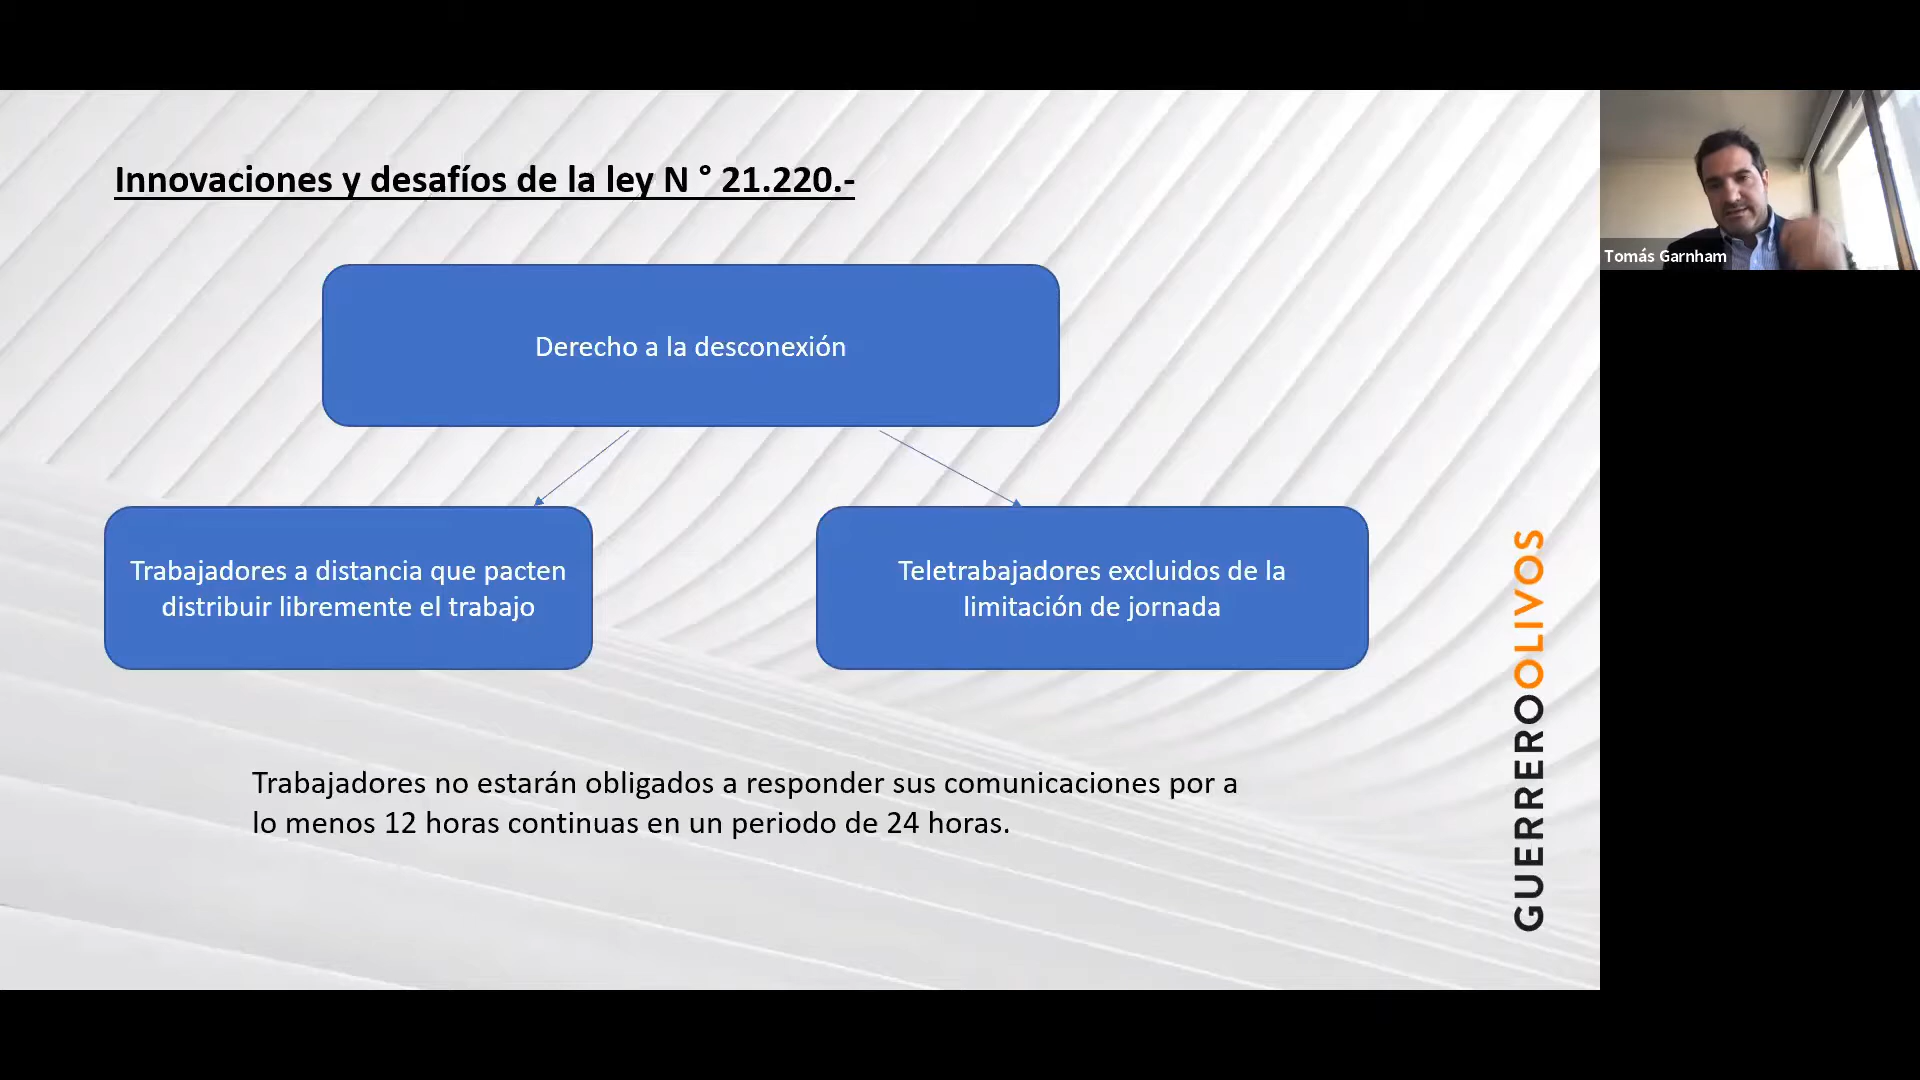 Innovaciones y desafíos de la ley N ° 21.220.-
Derecho a la desconexión
Trabajadores a distancia que pacten
distribuir libremente el trabajo
Teletrabajadores excluidos de la
limitación de jornada
Trabajadores no estarán obligados a responder sus comunicaciones por a
lo menos 12 horas continuas en un periodo de 24 horas.
GUERREROOLIVOS
Tomás Garnham